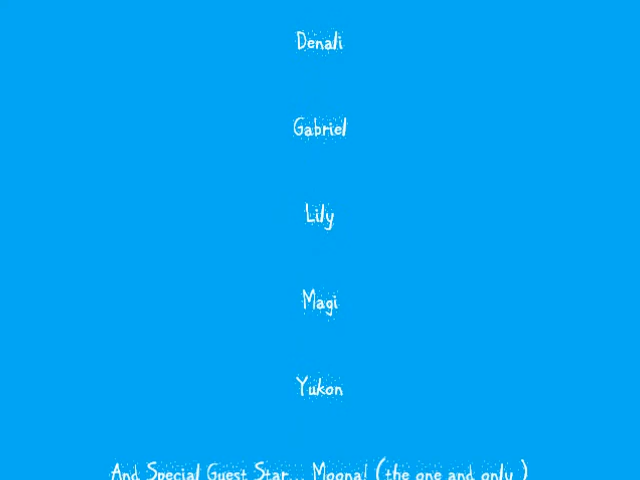 Denali
Gabriel
Lily
Magi
Yukon
And Special Guest Star... Moona! (the one and only )